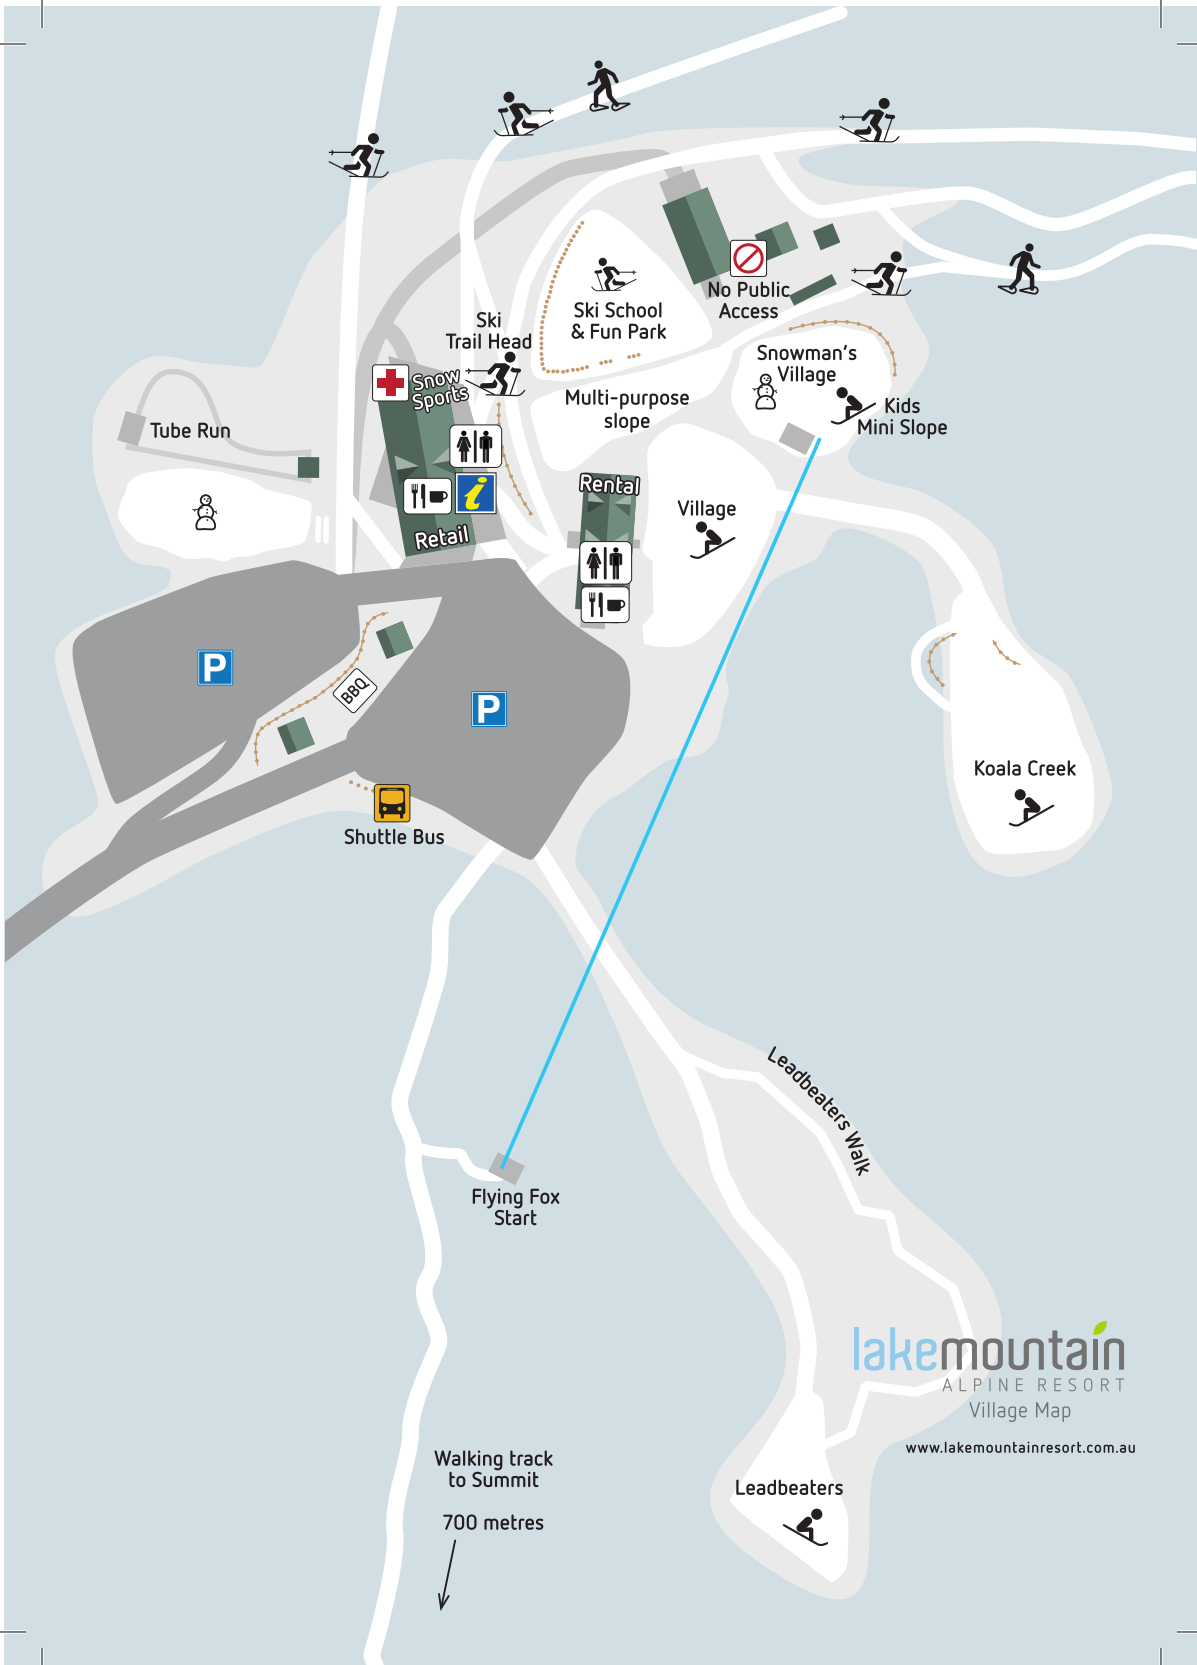 No Public
Access
Ski School
& Fun Park
Ski
Trail Head
Snow
Sports
Snowman's
Village
Multi-purpose
slope
Kids
Mini Slope
Tube Run
Rental
Village
i
Retail
P
BBQ
P
Koala Creek
Shuttle Bus
Leadbeaters Walk
Flying Fox
Start
lakemountain
ALPINE RESORT
Village Map
www.lakemountainresort.com.au
Walking track
to Summit
700 metres
Leadbeaters